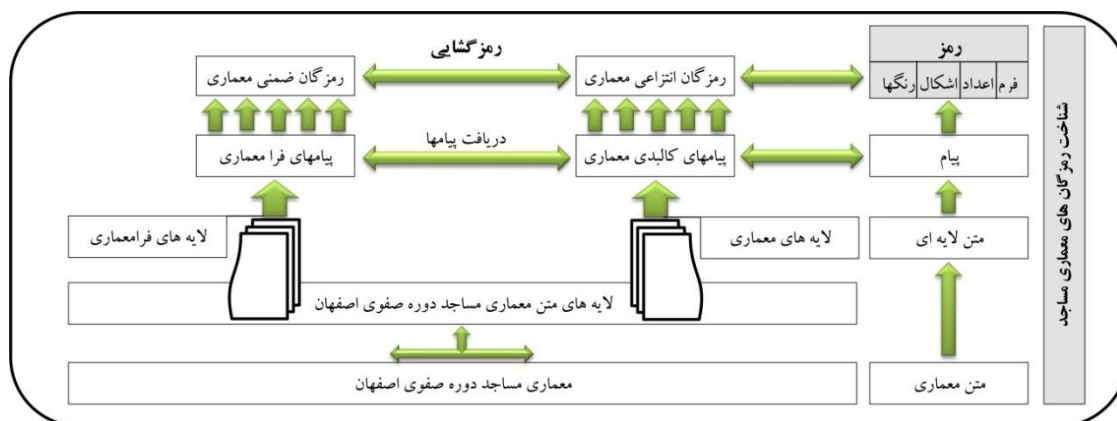 شناخت رمزگان های معماری مساجد
رمز
فرم اعداد اشکال رنگها
رمزگشایی
رمزگان انتزاعی معماری
رمزگان ضمنی معماری
پیام
پیامهای کالبدی معماری
دریافت پیامها
پیامهای فرا معماری
متن لایه ای
لایه های معماری
لایه های فرامعماری
لایه های متن معماری مساجد دوره صفوی اصفهان
متن معماری
معماری مساجد دوره صفوی اصفهان